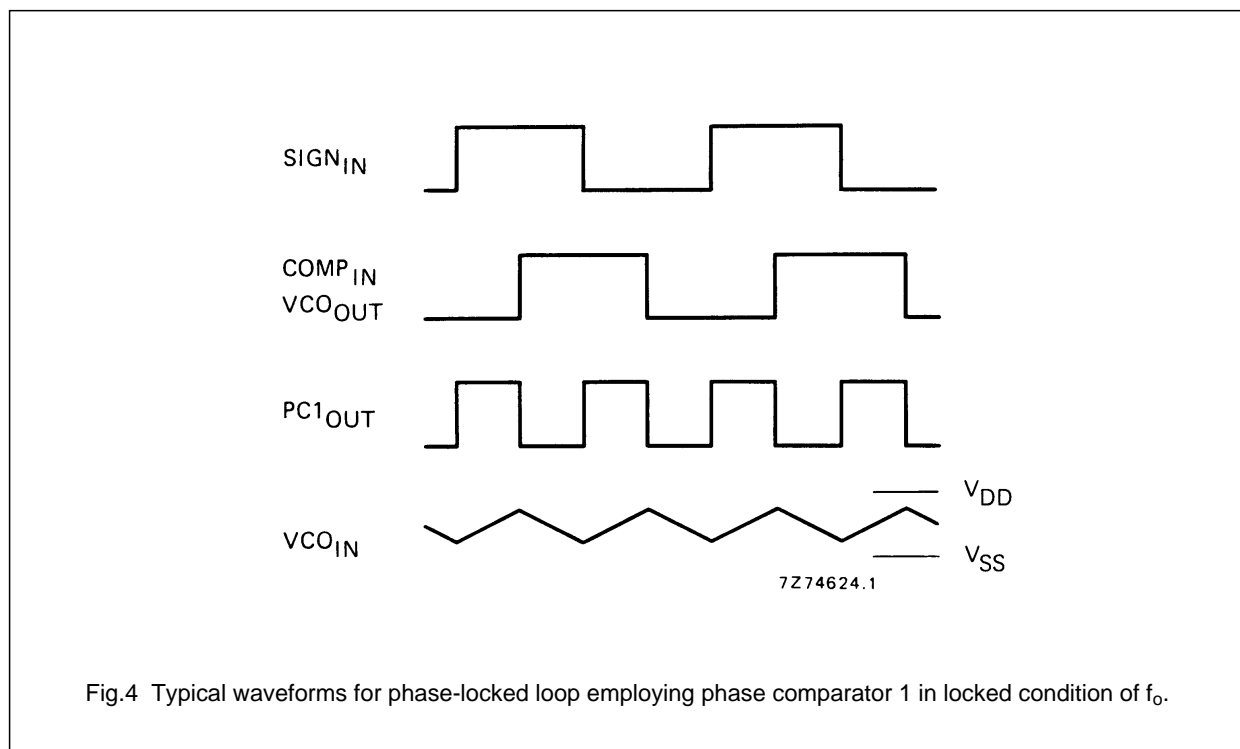 SIGNIN
COMPIN
VCOOUT
PC1OUT
VCOIN
VDD
VSS
7Z74624.1
Fig.4 Typical waveforms for phase-locked loop employing phase comparator 1 in locked condition of fo.